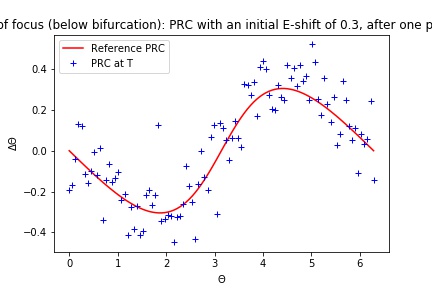 of focus (below bifurcation): PRC with an initial E-shift of 0.3, after one p
Reference PRC
PRC at T
0.4
0.2
0.0
−0.2
−0.4
ΔΘ
0 1 2 3 4 5 6
Θ